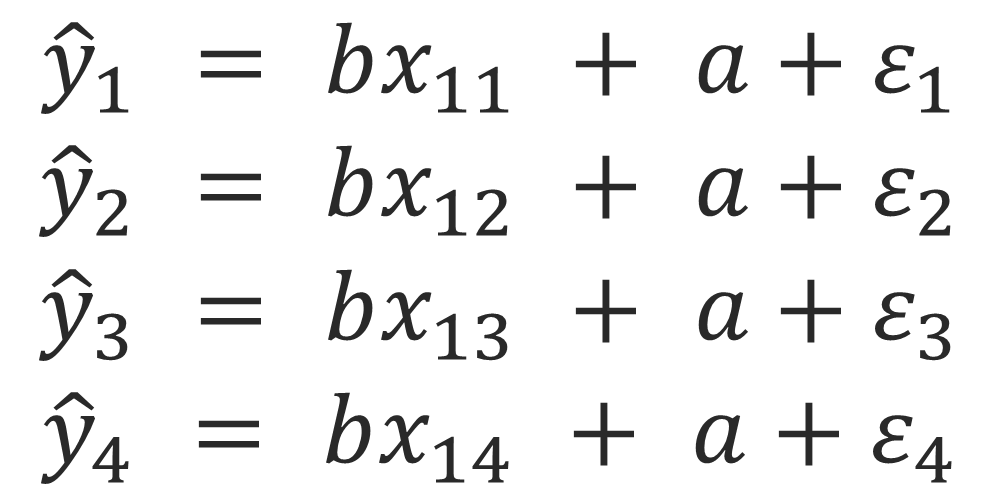 ŷ₁ = bx₁₁ + a + ε₁
ŷ₂ = bx₁₂ + a + ε₂
ŷ₃ = bx₁₃ + a + ε₃
ŷ₄ = bx₁₄ + a + ε₄